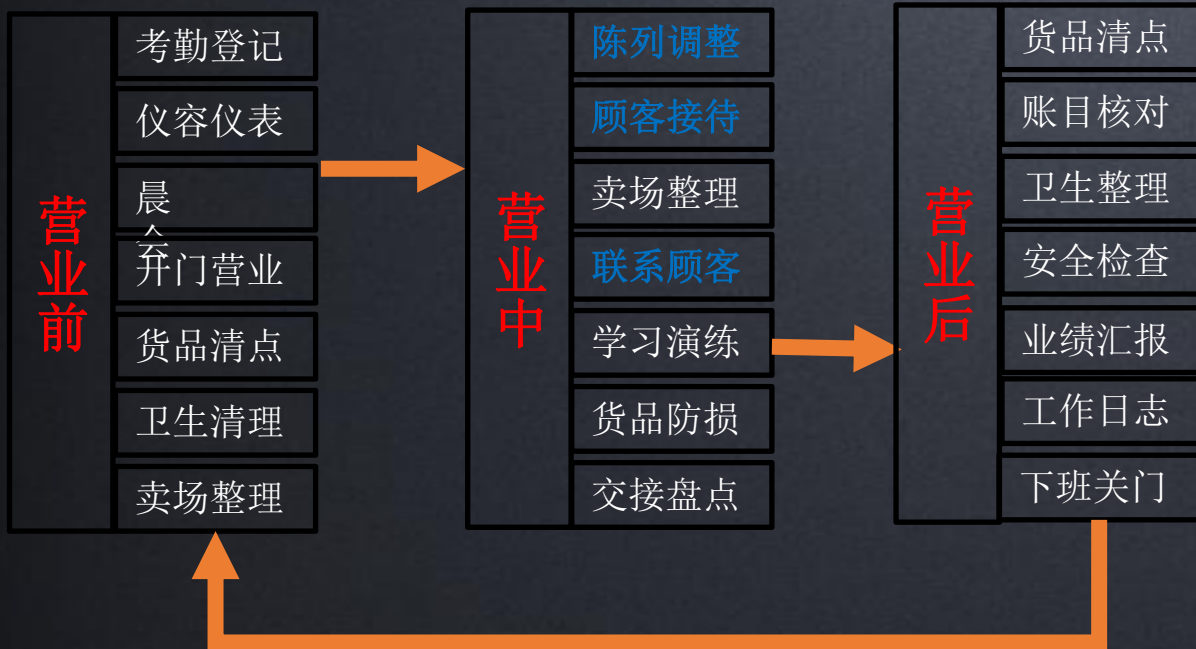 营业前
考勤登记
仪容仪表
晨
会
开门营业
货品清点
卫生清理
卖场整理
营业中
陈列调整
顾客接待
卖场整理
联系顾客
学习演练
货品防损
交接盘点
营业后
货品清点
账目核对
卫生整理
安全检查
业绩汇报
工作日志
下班关门